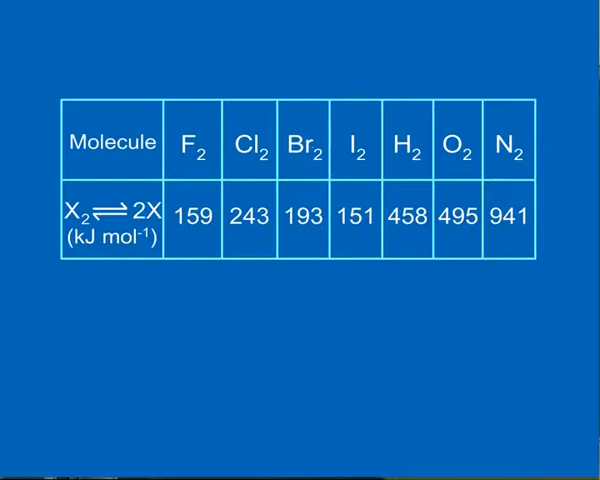 Molecule F₂ Cl₂ Br₂ I₂ H₂ O₂ N₂
X₂ ⇌ 2X 159 243 193 151 458 495 941
(kJ mol⁻¹)